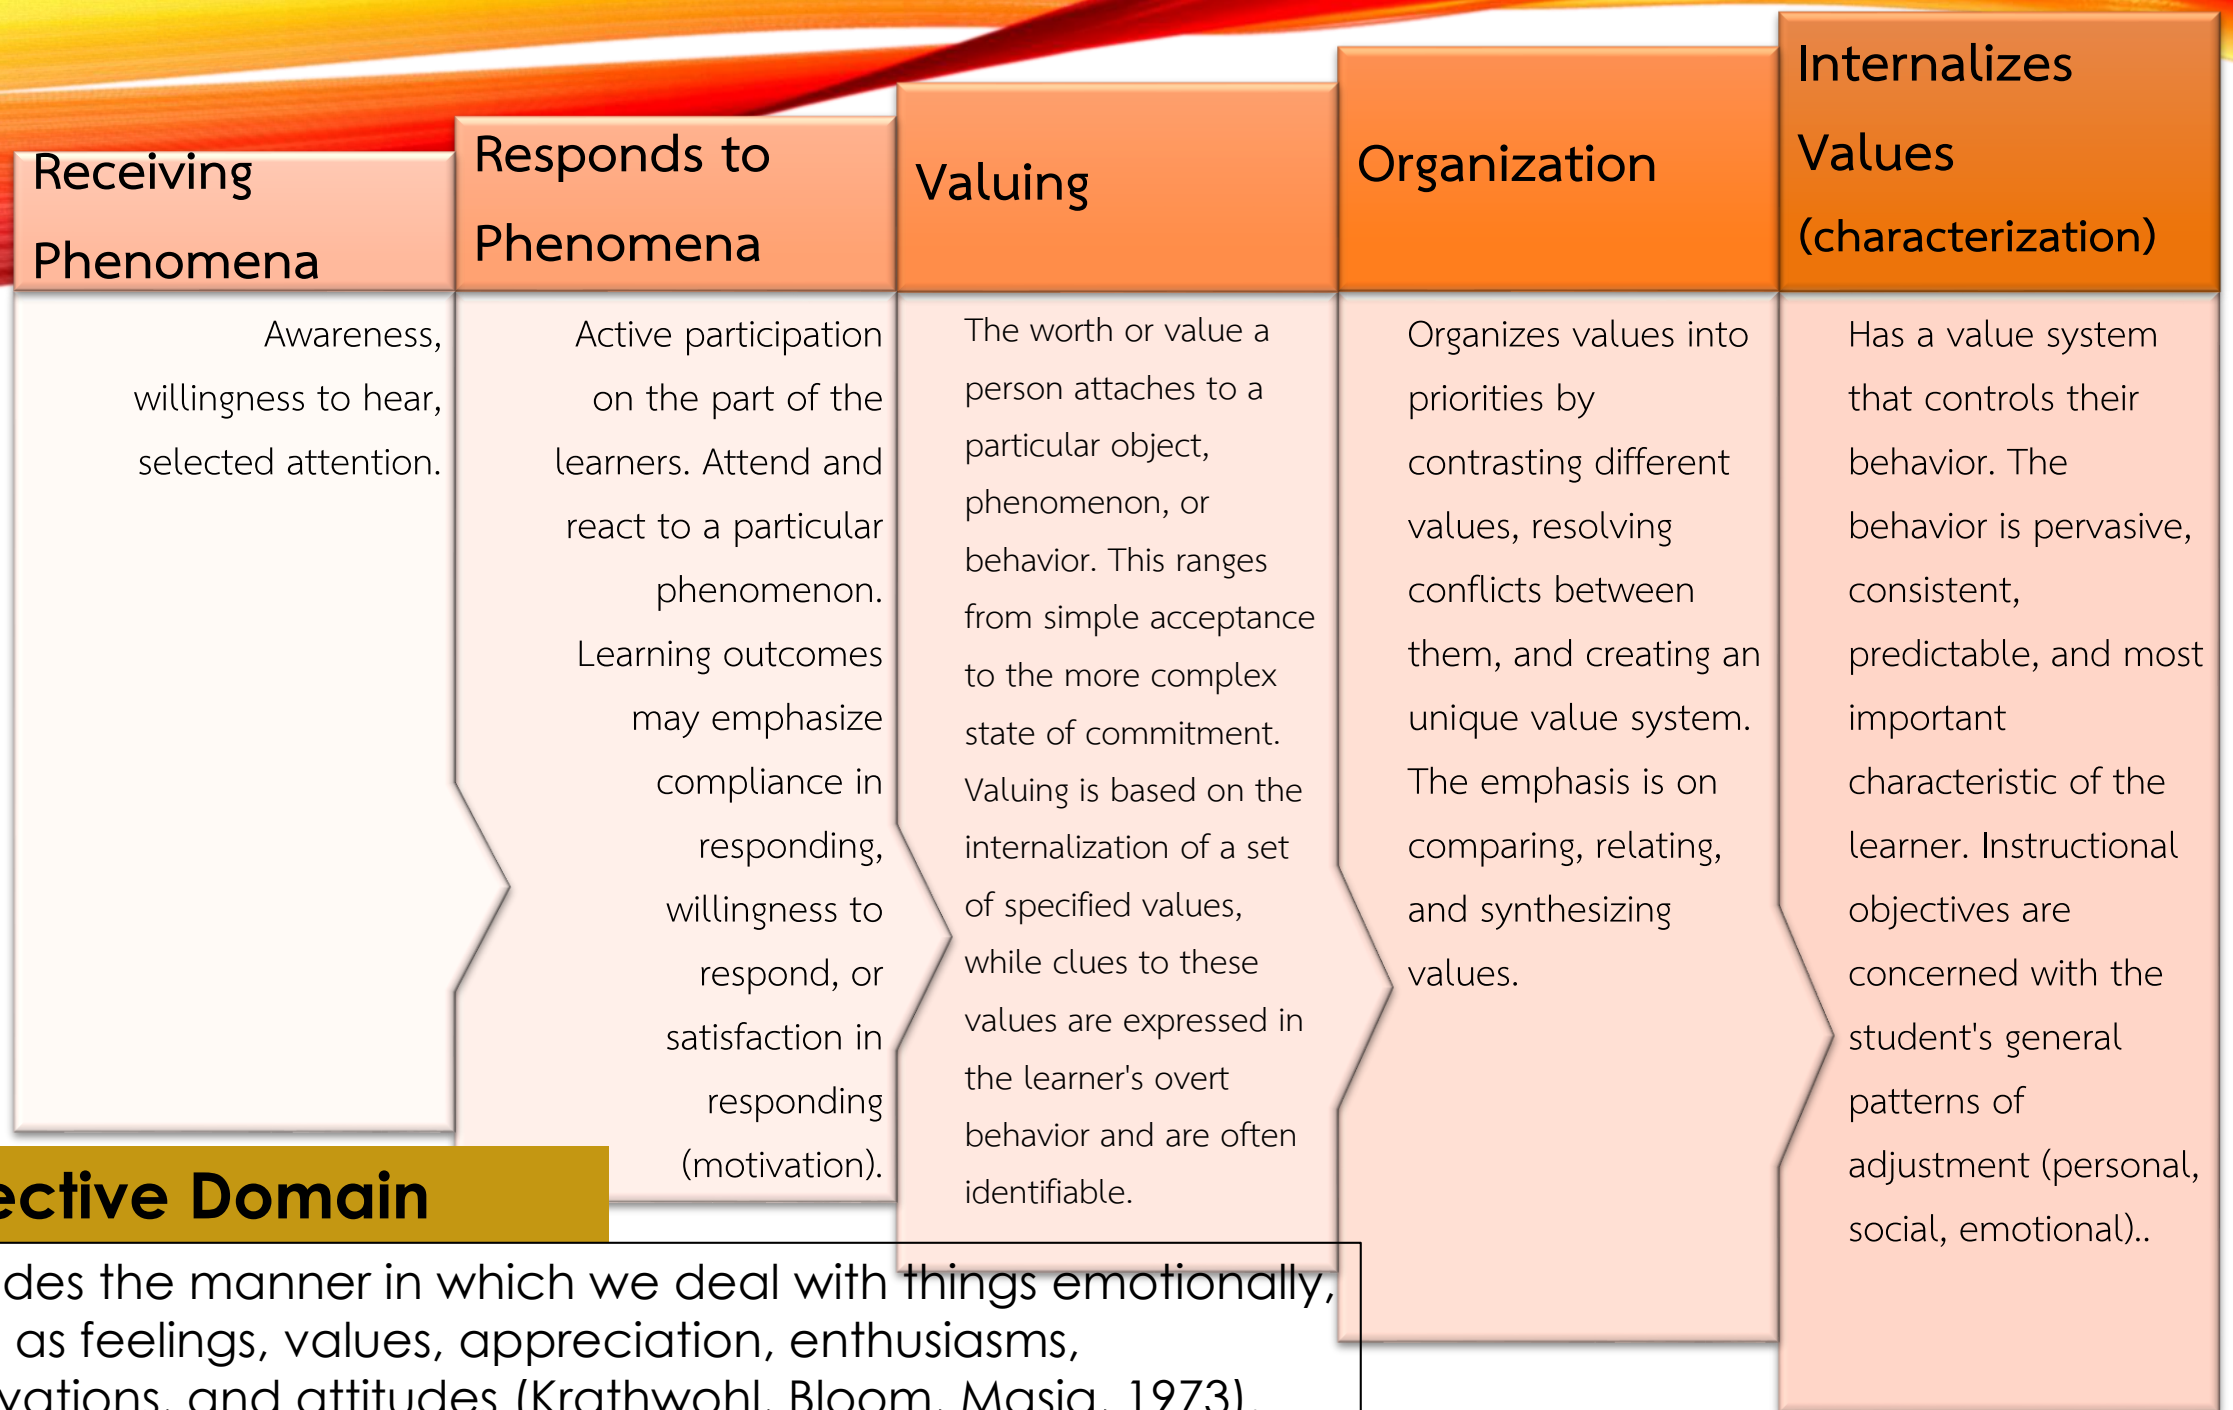 Receiving
Phenomena
Awareness,
willingness to hear,
selected attention.
Responds to
Phenomena
Active participation
on the part of the
learners. Attend and
react to a particular
phenomenon.
Learning outcomes
may emphasize
compliance in
responding,
willingness to
respond, or
satisfaction in
responding
(motivation).
Valuing
The worth or value a
person attaches to a
particular object,
phenomenon, or
behavior. This ranges
from simple acceptance
to the more complex
state of commitment.
Valuing is based on the
internalization of a set
of specified values,
while clues to these
values are expressed in
the learner's overt
behavior and are often
identifiable.
Organization
Organizes values into
priorities by
contrasting different
values, resolving
conflicts between
them, and creating an
unique value system.
The emphasis is on
comparing, relating,
and synthesizing
values.
Internalizes
Values
(characterization)
Has a value system
that controls their
behavior. The
behavior is pervasive,
consistent,
predictable, and most
important
characteristic of the
learner. Instructional
objectives are
concerned with the
student's general
patterns of
adjustment (personal,
social, emotional)..
ective Domain
des the manner in which we deal with things emotionally,
as feelings, values, appreciation, enthusiasms,
vations, and attitudes (Krathwohl, Bloom, Masia, 1973).